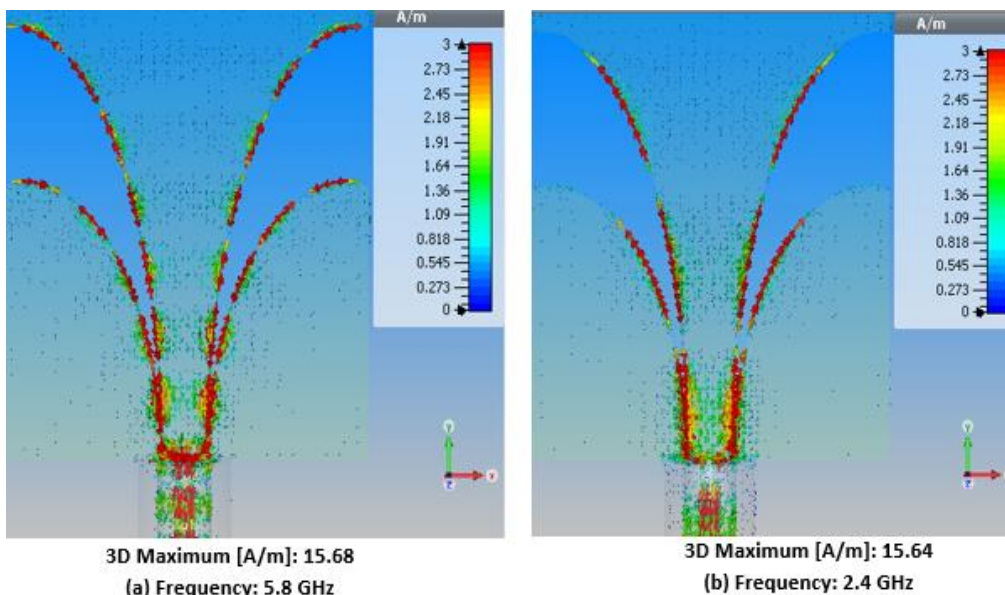 A/m
3
2.73
2.45
2.18
1.91
1.64
1.36
1.09
0.818
0.545
0.273
0
y
x
z
3D Maximum [A/m]: 15.68
(a) Frequency: 5.8 GHz
A/m
3
2.73
2.45
2.18
1.91
1.64
1.36
1.09
0.818
0.545
0.273
0
y
z
3D Maximum [A/m]: 15.64
(b) Frequency: 2.4 GHz